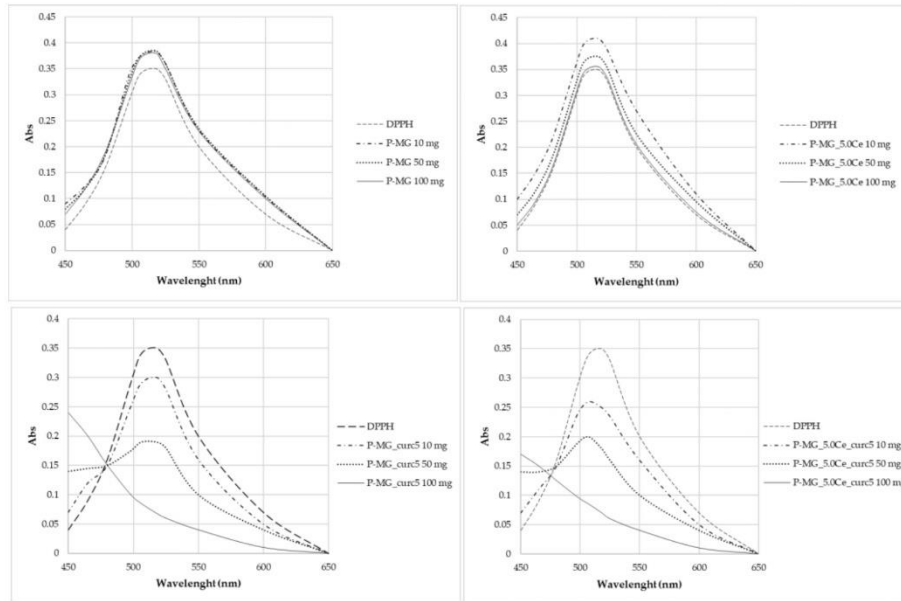 0.45
0.4
0.35
0.3
0.25
0.2
0.15
0.1
0.05
0
Abs
450 500 550 600 650
Wavelenght (nm)
DPPH
P-MG 10 mg
P-MG 50 mg
P-MG 100 mg
0.45
0.4
0.35
0.3
0.25
0.2
0.15
0.1
0.05
0
Abs
450 500 550 600 650
Wavelenght (nm)
DPPH
P-MG_5.0Ce 10 mg
P-MG_5.0Ce 50 mg
P-MG_5.0Ce 100 mg
0.4
0.35
0.3
0.25
0.2
0.15
0.1
0.05
0
Abs
450 500 550 600 650
Wavelenght (nm)
DPPH
P-MG_curc5 10 mg
P-MG_curc5 50 mg
P-MG_curc5 100 mg
0.4
0.35
0.3
0.25
0.2
0.15
0.1
0.05
0
Abs
450 500 550 600 650
Wavelenght (nm)
DPPH
P-MG_5.0Ce_curc5 10 mg
P-MG_5.0Ce_curc5 50 mg
P-MG_5.0Ce_curc5 100 mg